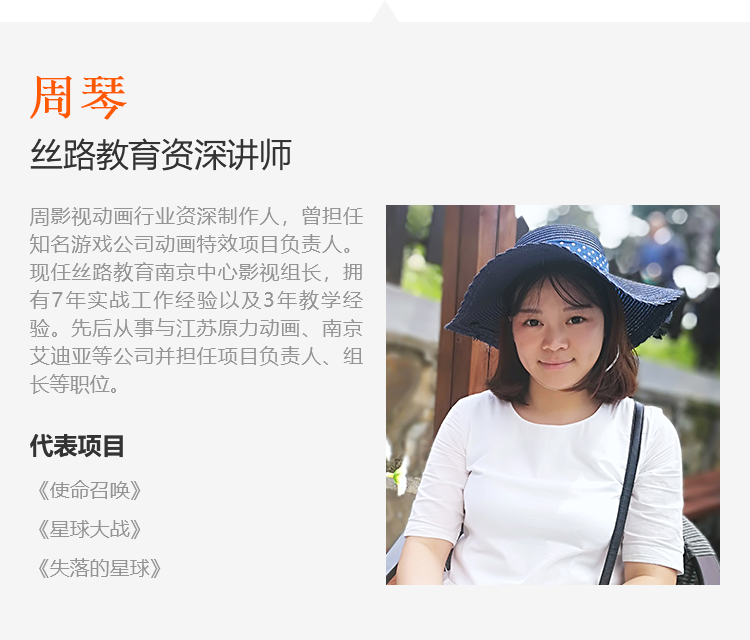 周琴
丝路教育资深讲师
周影视动画行业资深制作人，曾担任
知名游戏公司动画特效项目负责人。
现任丝路教育南京中心影视组长，拥
有7年实战工作经验以及3年教学经
验。先后从事与江苏原力动画、南京
艾迪亚等公司并担任项目负责人、组
长等职位。
代表项目
《使命召唤》
《星球大战》
《失落的星球》